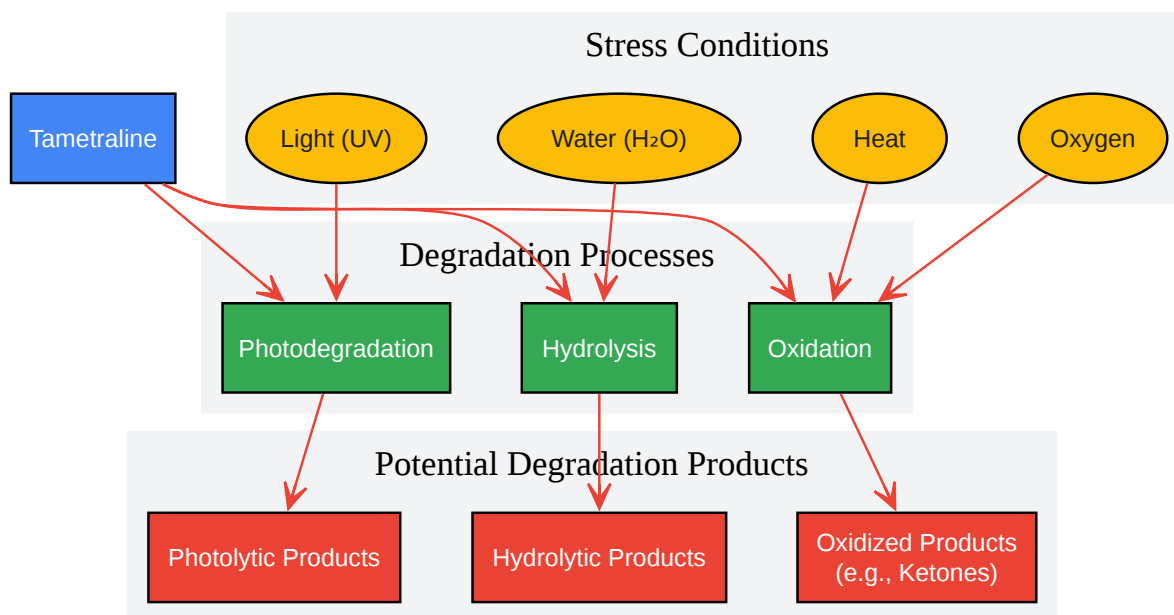 Stress Conditions
Tametraline
Light (UV)
Water (H₂O)
Heat
Oxygen
Degradation Processes
Photodegradation
Hydrolysis
Oxidation
Potential Degradation Products
Photolytic Products
Hydrolytic Products
Oxidized Products
(e.g., Ketones)